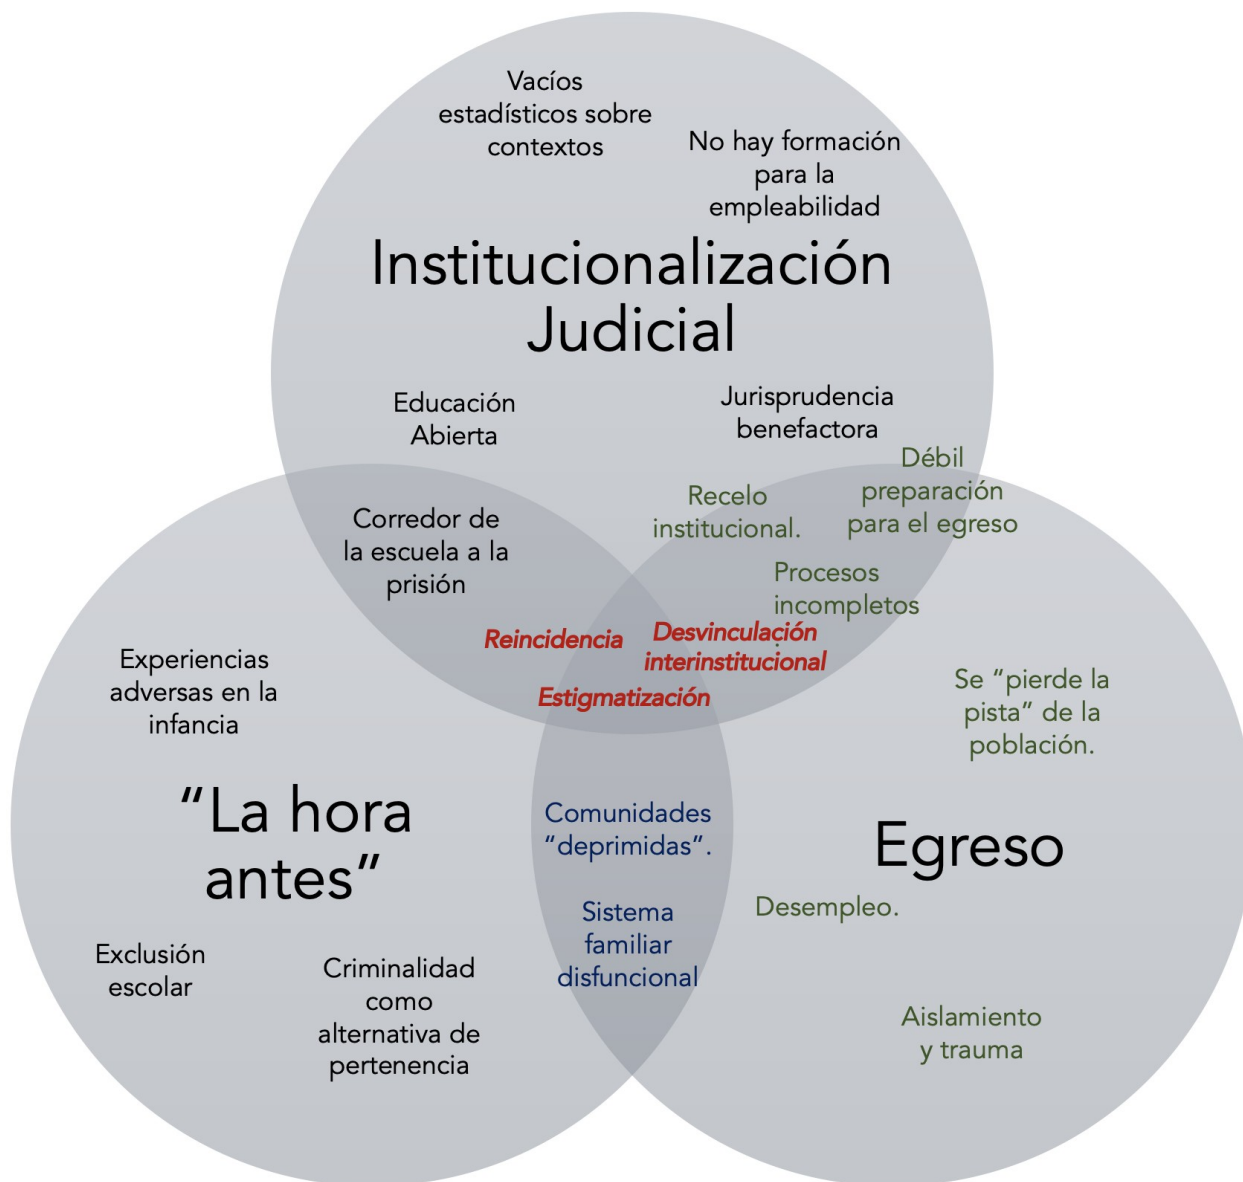 Vacíos
estadísticos sobre
contextos
No hay formación
para la
empleabilidad
Institucionalización
Judicial
Educación
Abierta
Jurisprudencia
benefactora
Débil
preparación
para el egreso
Recelo
institucional.
Corredor de
la escuela a la
prisión
Procesos
incompletos
.
Reincidencia
Desvinculación
interinstitucional
Estigmatización
Experiencias
adversas en la
infancia
Se “pierde la
pista” de la
población.
“La hora
antes”
Comunidades
“deprimidas”.
Egreso
Desempleo.
Sistema
familiar
disfuncional
Exclusión
escolar
Criminalidad
como
alternativa de
pertenencia
Aislamiento
y trauma